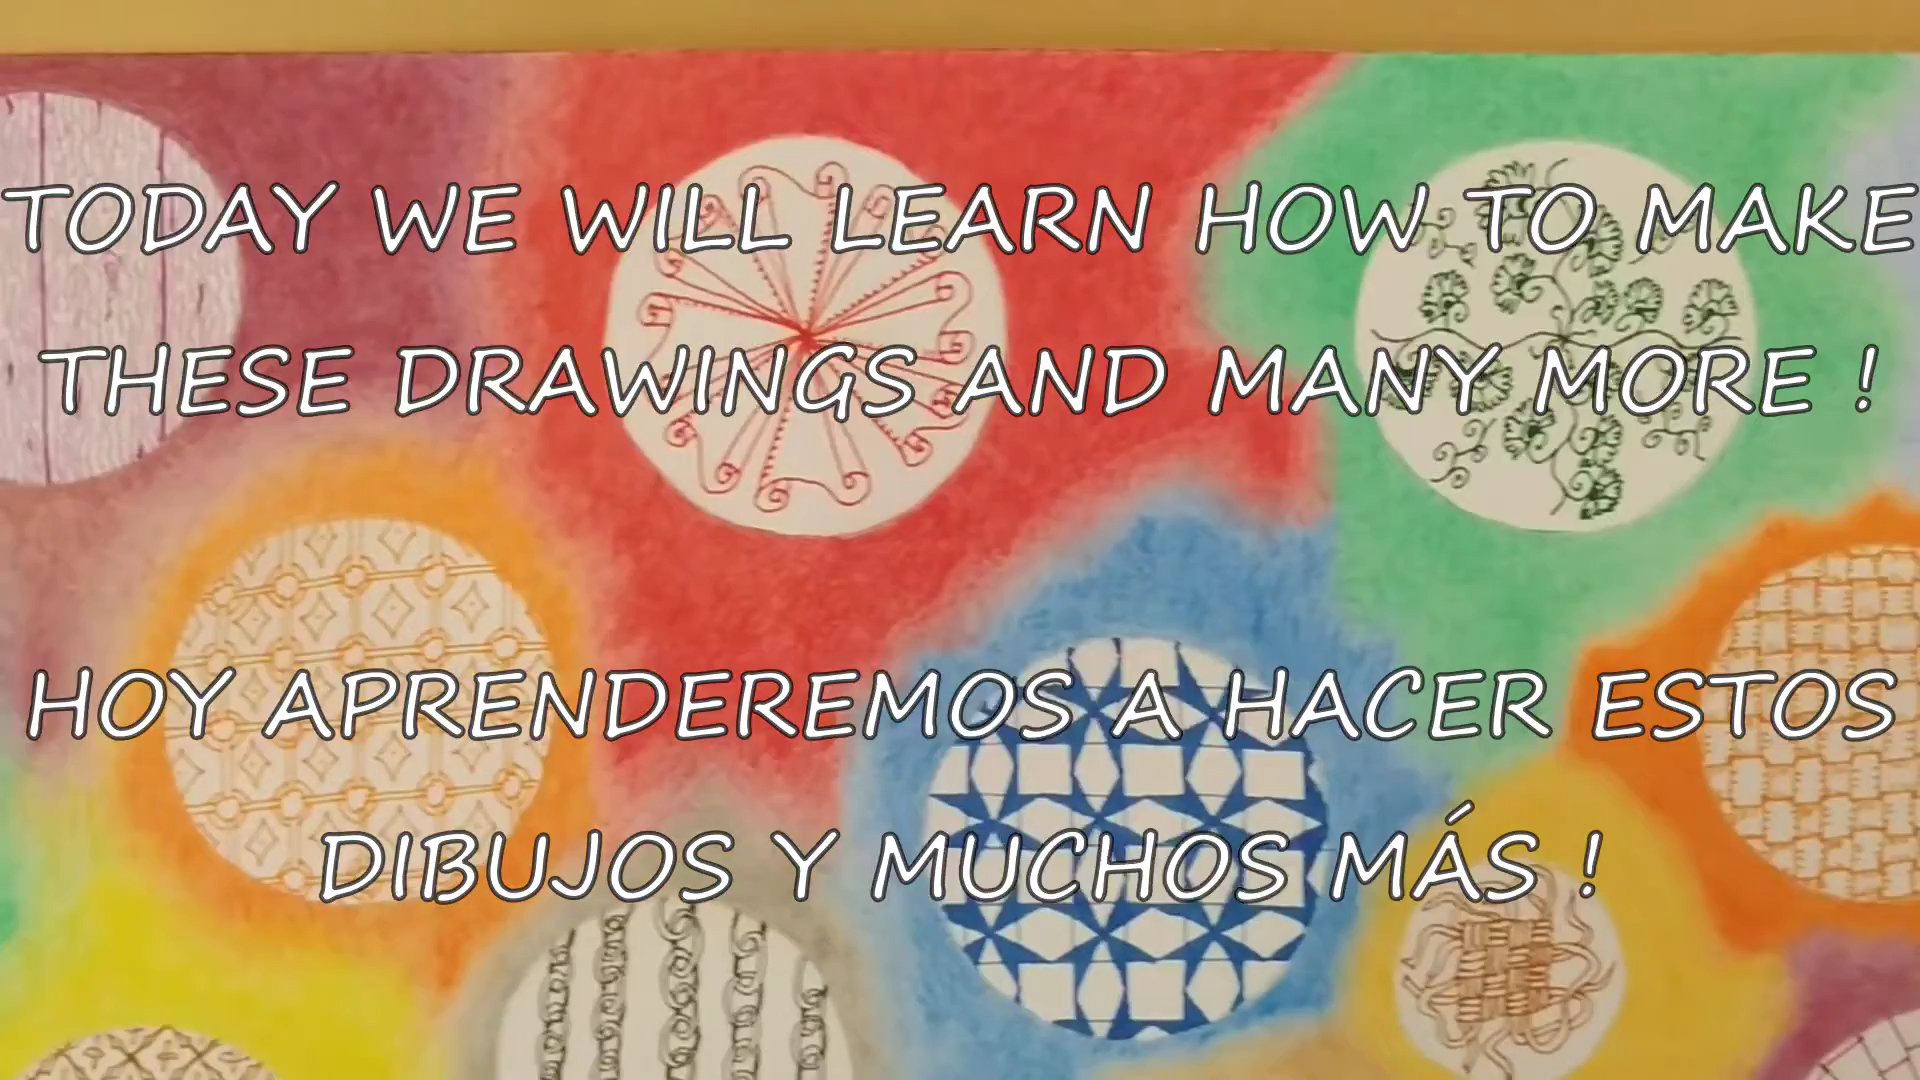 TODAY WE WILL LEARN HOW TO MAKE
THESE DRAWINGS AND MANY MORE !
HOY APRENDEREMOS A HACER ESTOS
DIBUJOS Y MUCHOS MÁS !